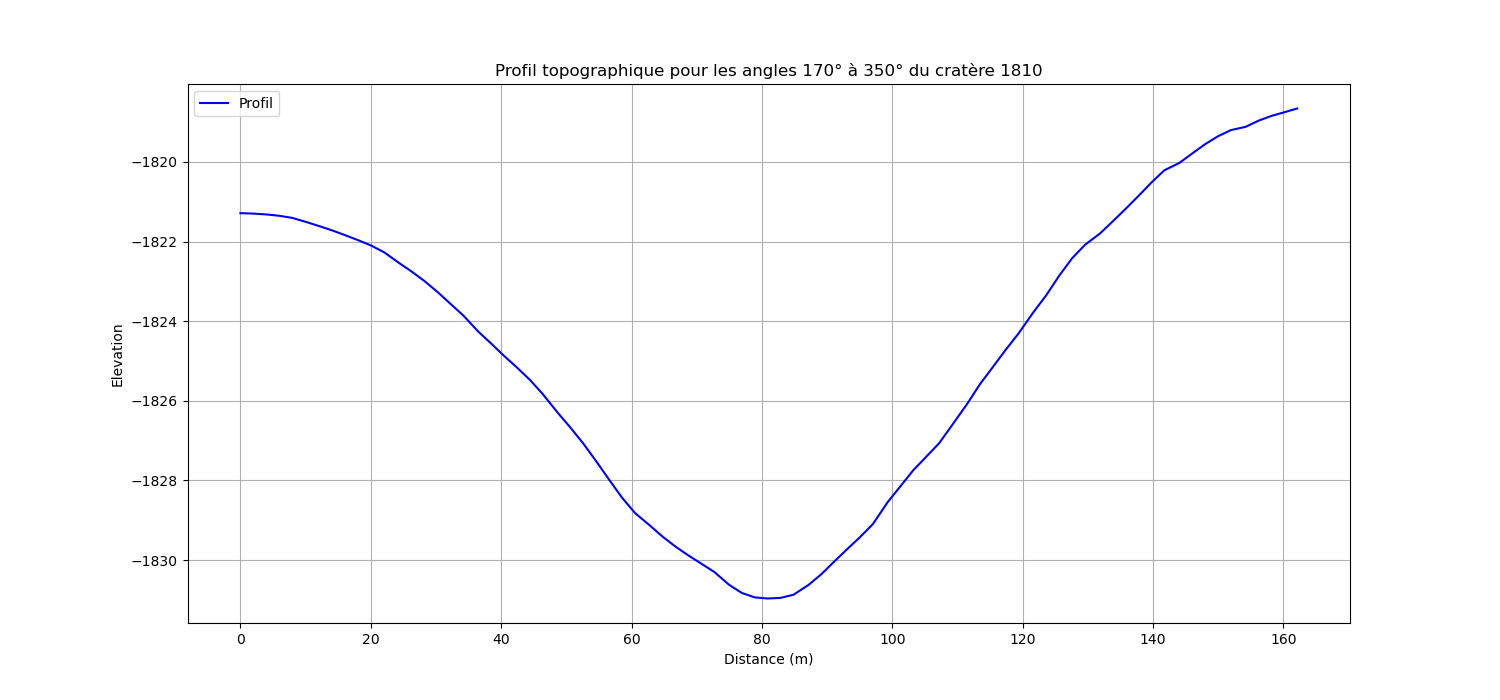 Profil topographique pour les angles 170° à 350° du cratère 1810
Profil
Elevation
−1820
−1822
−1824
−1826
−1828
−1830
0 20 40 60 80 100 120 140 160
Distance (m)